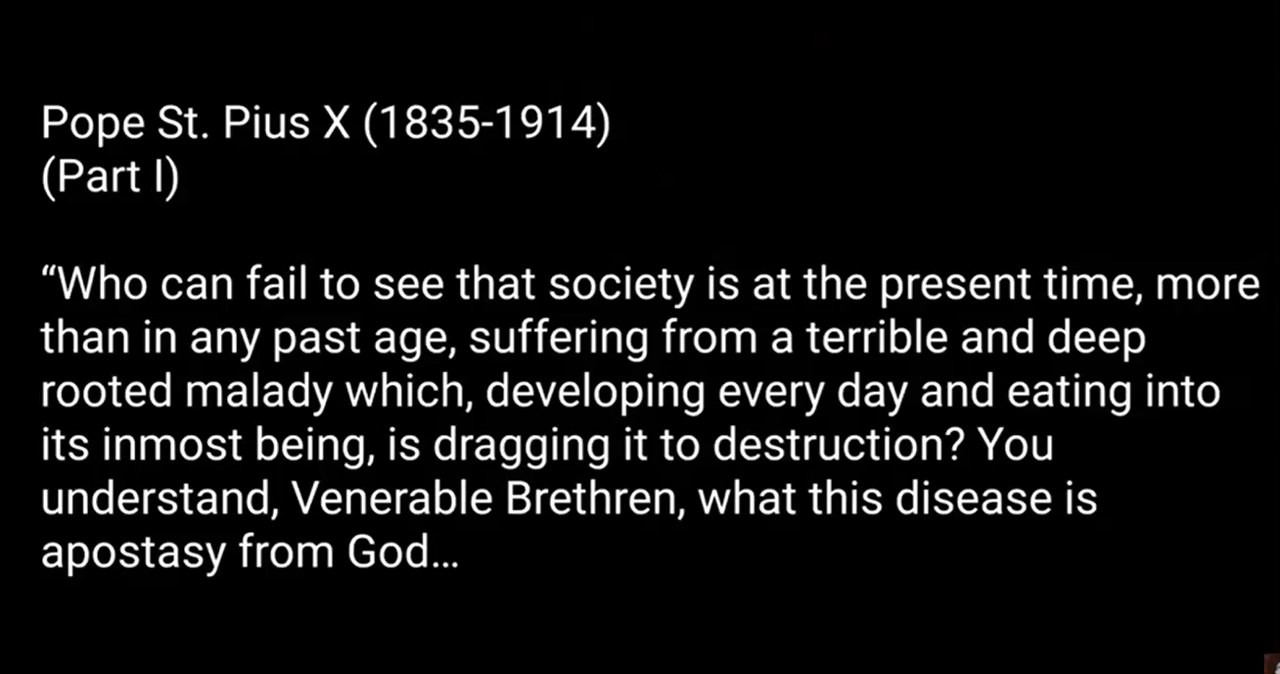 Pope St. Pius X (1835-1914)
(Part I)
“Who can fail to see that society is at the present time, more
than in any past age, suffering from a terrible and deep
rooted malady which, developing every day and eating into
its inmost being, is dragging it to destruction? You
understand, Venerable Brethren, what this disease is
apostasy from God...